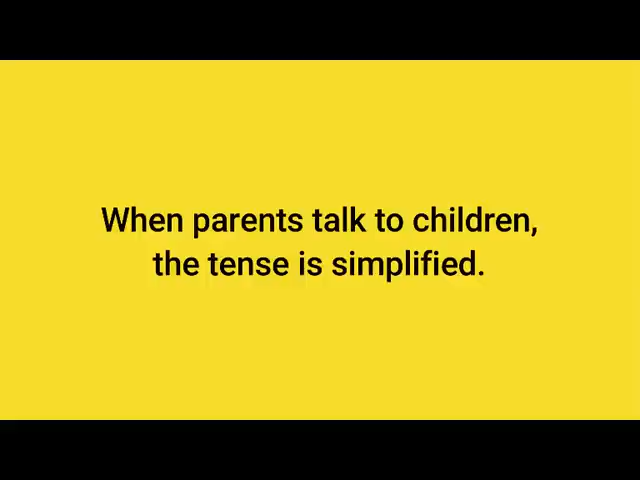 When parents talk to children,
the tense is simplified.